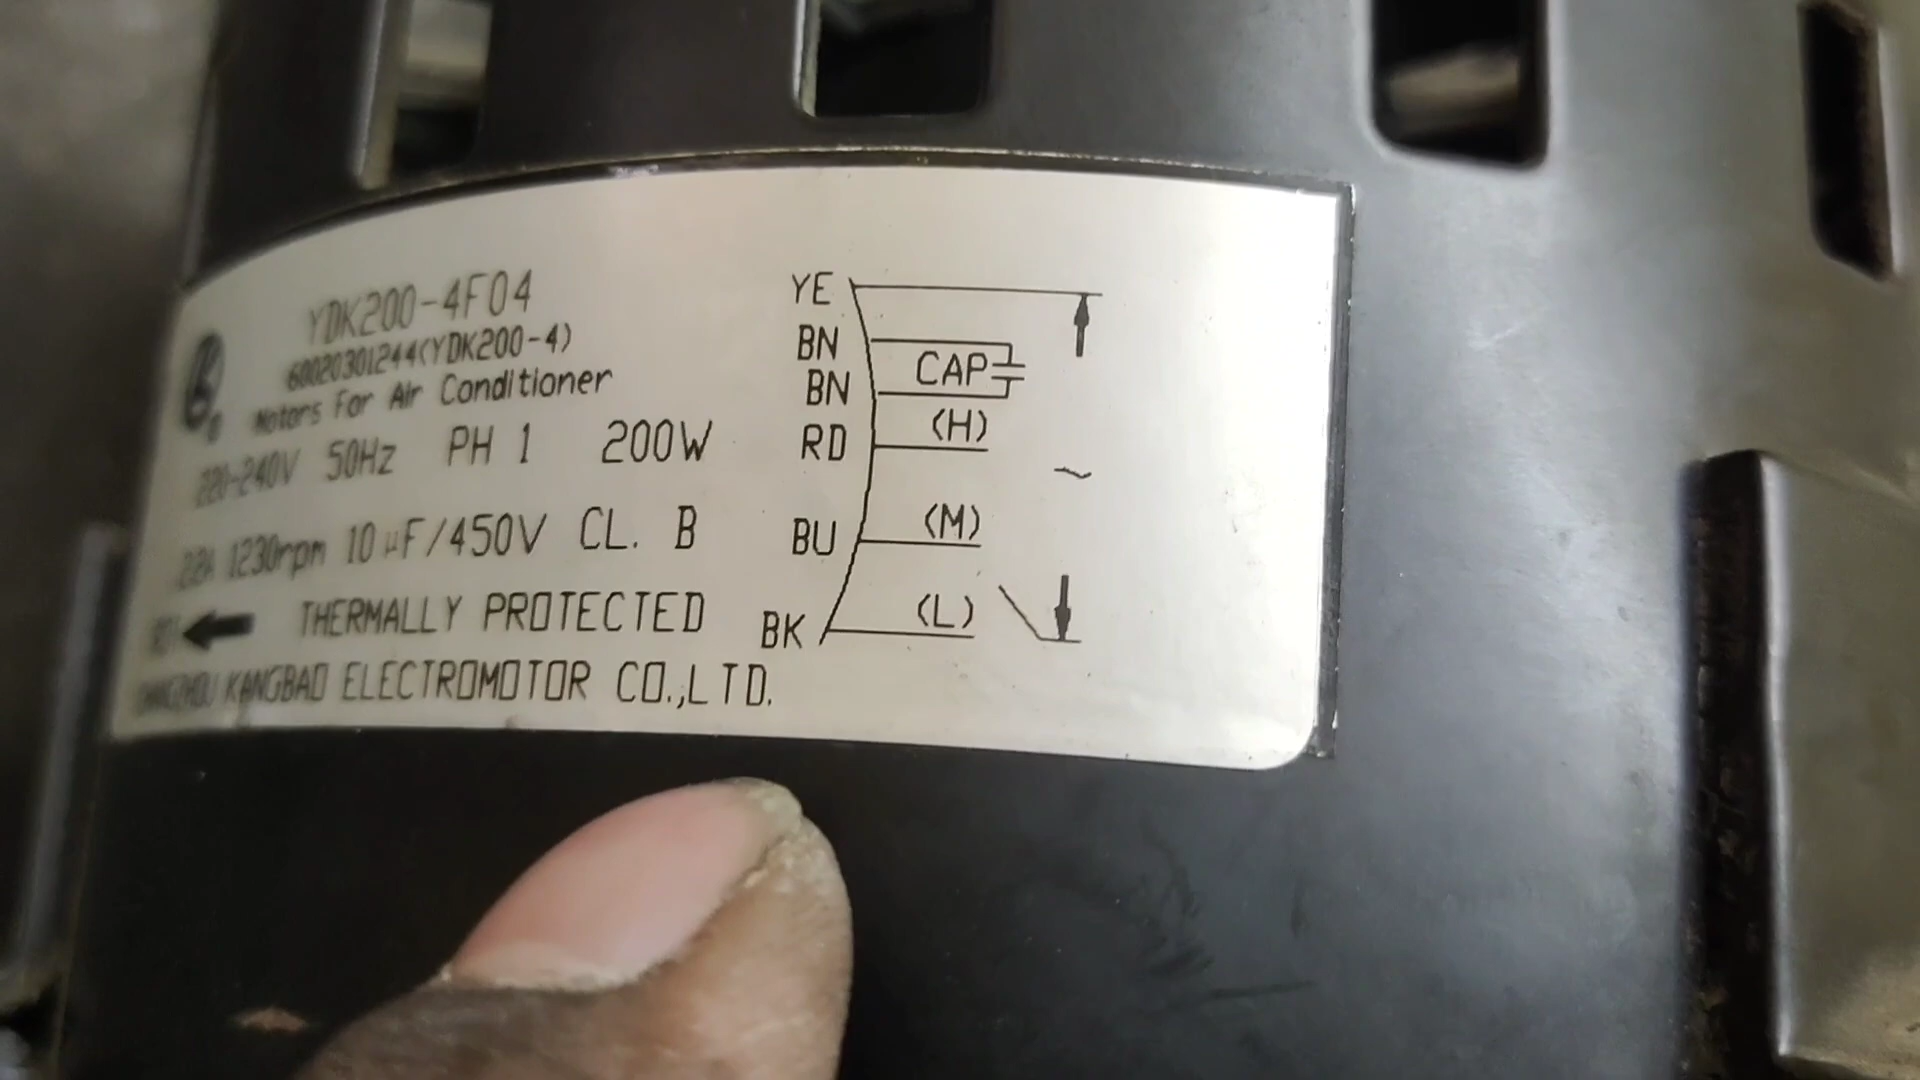 YDK200-4F04
60020301244(YDK200-4)
Motors For Air Conditioner
220-240V 50Hz PH 1 200W
1230rpm 10µF/450V CL. B
THERMALLY PROTECTED
KANGBAO ELECTROMOTOR CO.,LTD.
YE
BN
CAP
BN
RD (H)
~
BU (M)
BK (L)